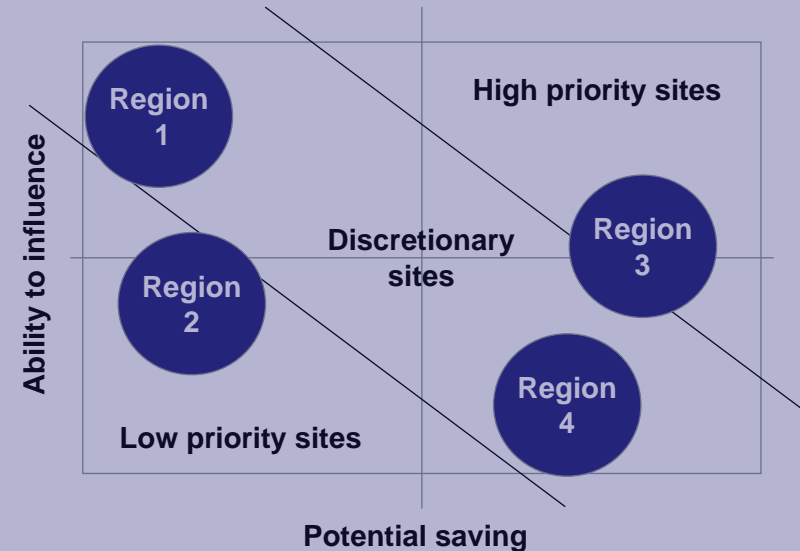 Region
1
High priority sites
Ability to influence
Discretionary
sites
Region
3
Region
2
Region
4
Low priority sites
Potential saving